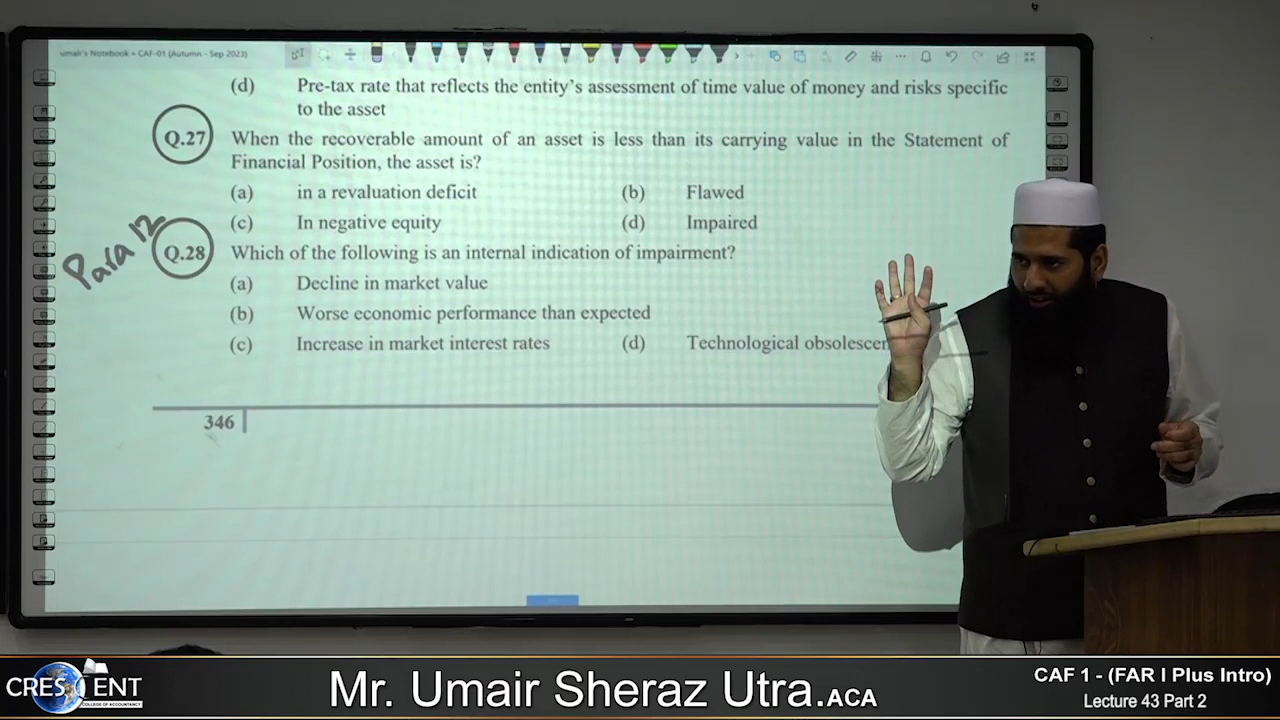 umair's Notebook » CAF-01 (Autumn - Sep 2023)
(d) Pre-tax rate that reflects the entity's assessment of time value of money and risks specific
to the asset
Q.27 When the recoverable amount of an asset is less than its carrying value in the Statement of
Financial Position, the asset is?
(a) in a revaluation deficit (b) Flawed
(c) In negative equity (d) Impaired
Para 12
Q.28 Which of the following is an internal indication of impairment?
(a) Decline in market value
(b) Worse economic performance than expected
(c) Increase in market interest rates (d) Technological obsolescen
346
CRESCENT
COLLEGE OF ACCOUNTANCY
Mr. Umair Sheraz Utra.ACA
CAF 1 - (FAR I Plus Intro)
Lecture 43 Part 2